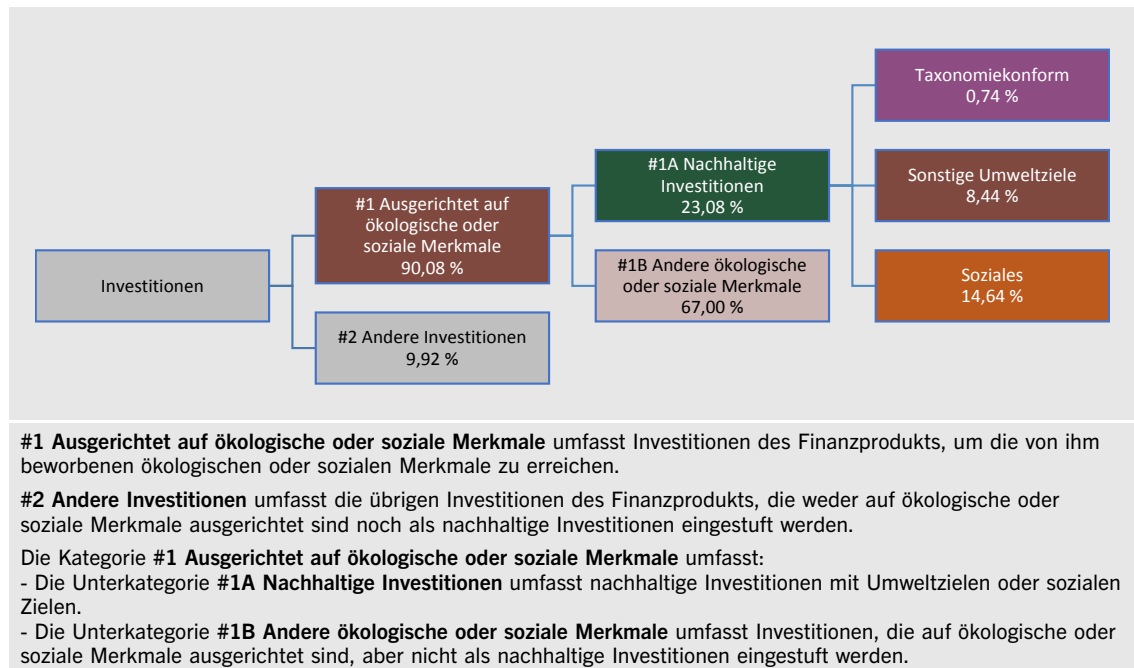 Investitionen
#1 Ausgerichtet auf
ökologische oder
soziale Merkmale
90,08 %
#2 Andere Investitionen
9,92 %
#1A Nachhaltige
Investitionen
23,08 %
#1B Andere ökologische
oder soziale Merkmale
67,00 %
Taxonomiekonform
0,74 %
Sonstige Umweltziele
8,44 %
Soziales
14,64 %
#1 Ausgerichtet auf ökologische oder soziale Merkmale umfasst Investitionen des Finanzprodukts, um die von ihm
beworbenen ökologischen oder sozialen Merkmale zu erreichen.
#2 Andere Investitionen umfasst die übrigen Investitionen des Finanzprodukts, die weder auf ökologische oder
soziale Merkmale ausgerichtet sind noch als nachhaltige Investitionen eingestuft werden.
Die Kategorie #1 Ausgerichtet auf ökologische oder soziale Merkmale umfasst:
- Die Unterkategorie #1A Nachhaltige Investitionen umfasst nachhaltige Investitionen mit Umweltzielen oder sozialen
Zielen.
- Die Unterkategorie #1B Andere ökologische oder soziale Merkmale umfasst Investitionen, die auf ökologische oder
soziale Merkmale ausgerichtet sind, aber nicht als nachhaltige Investitionen eingestuft werden.